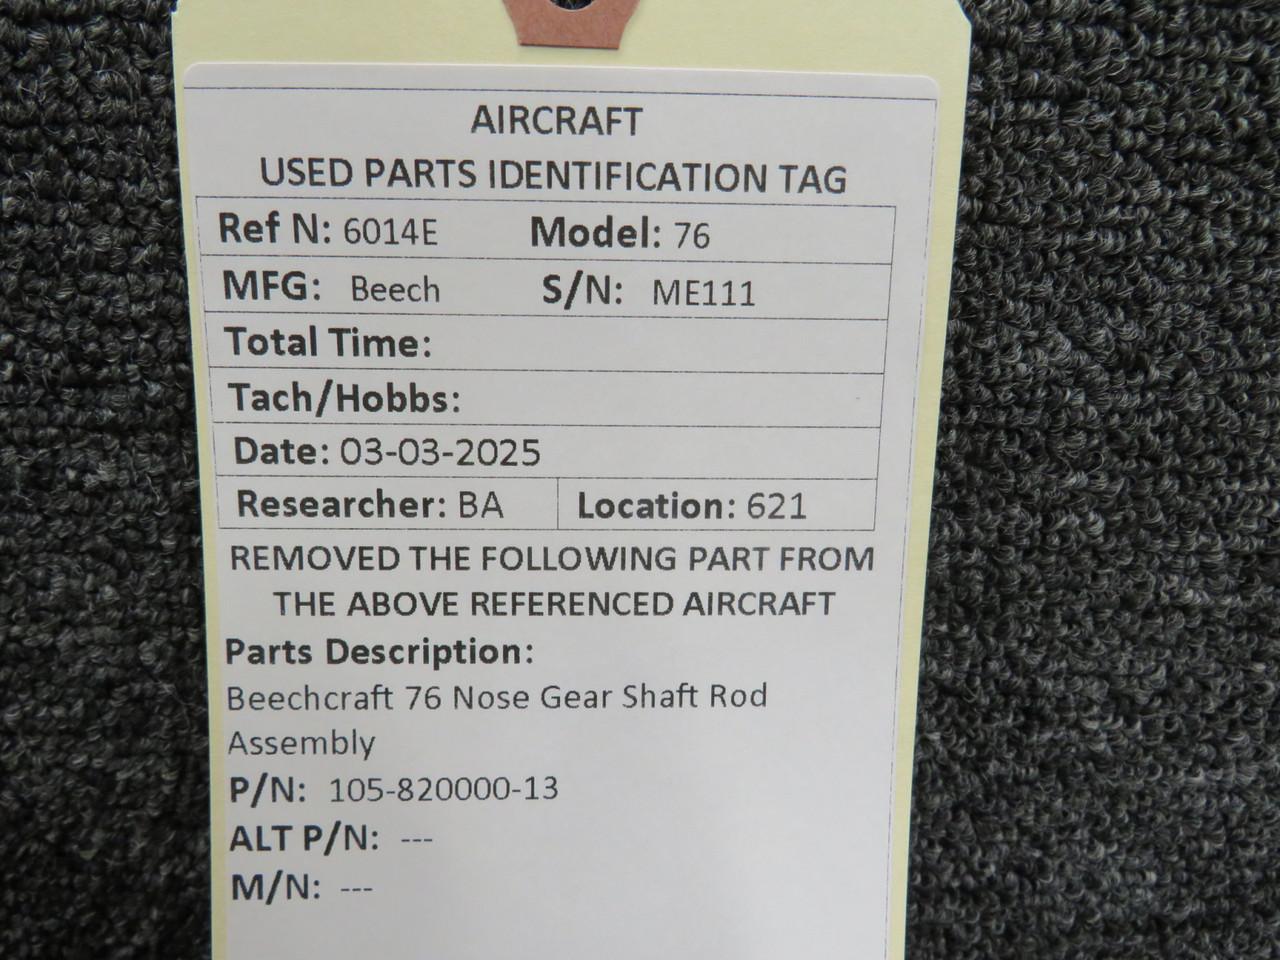 AIRCRAFT
USED PARTS IDENTIFICATION TAG
Ref N: 6014E Model: 76
MFG: Beech S/N: ME111
Total Time:
Tach/Hobbs:
Date: 03-03-2025
Researcher: BA Location: 621
REMOVED THE FOLLOWING PART FROM
THE ABOVE REFERENCED AIRCRAFT
Parts Description:
Beechcraft 76 Nose Gear Shaft Rod
Assembly
P/N: 105-820000-13
ALT P/N: ---
M/N: ---